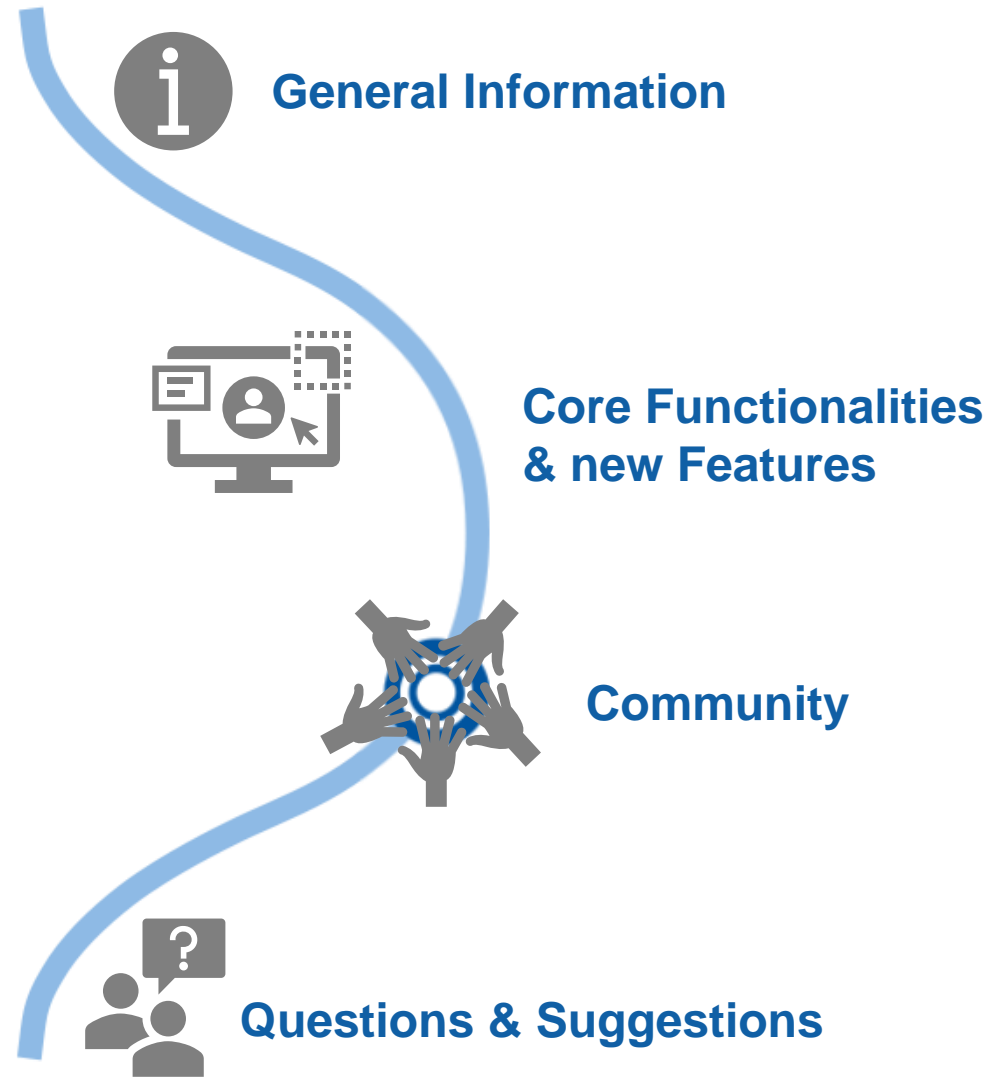 General Information
Core Functionalities
& new Features
Community
Questions & Suggestions